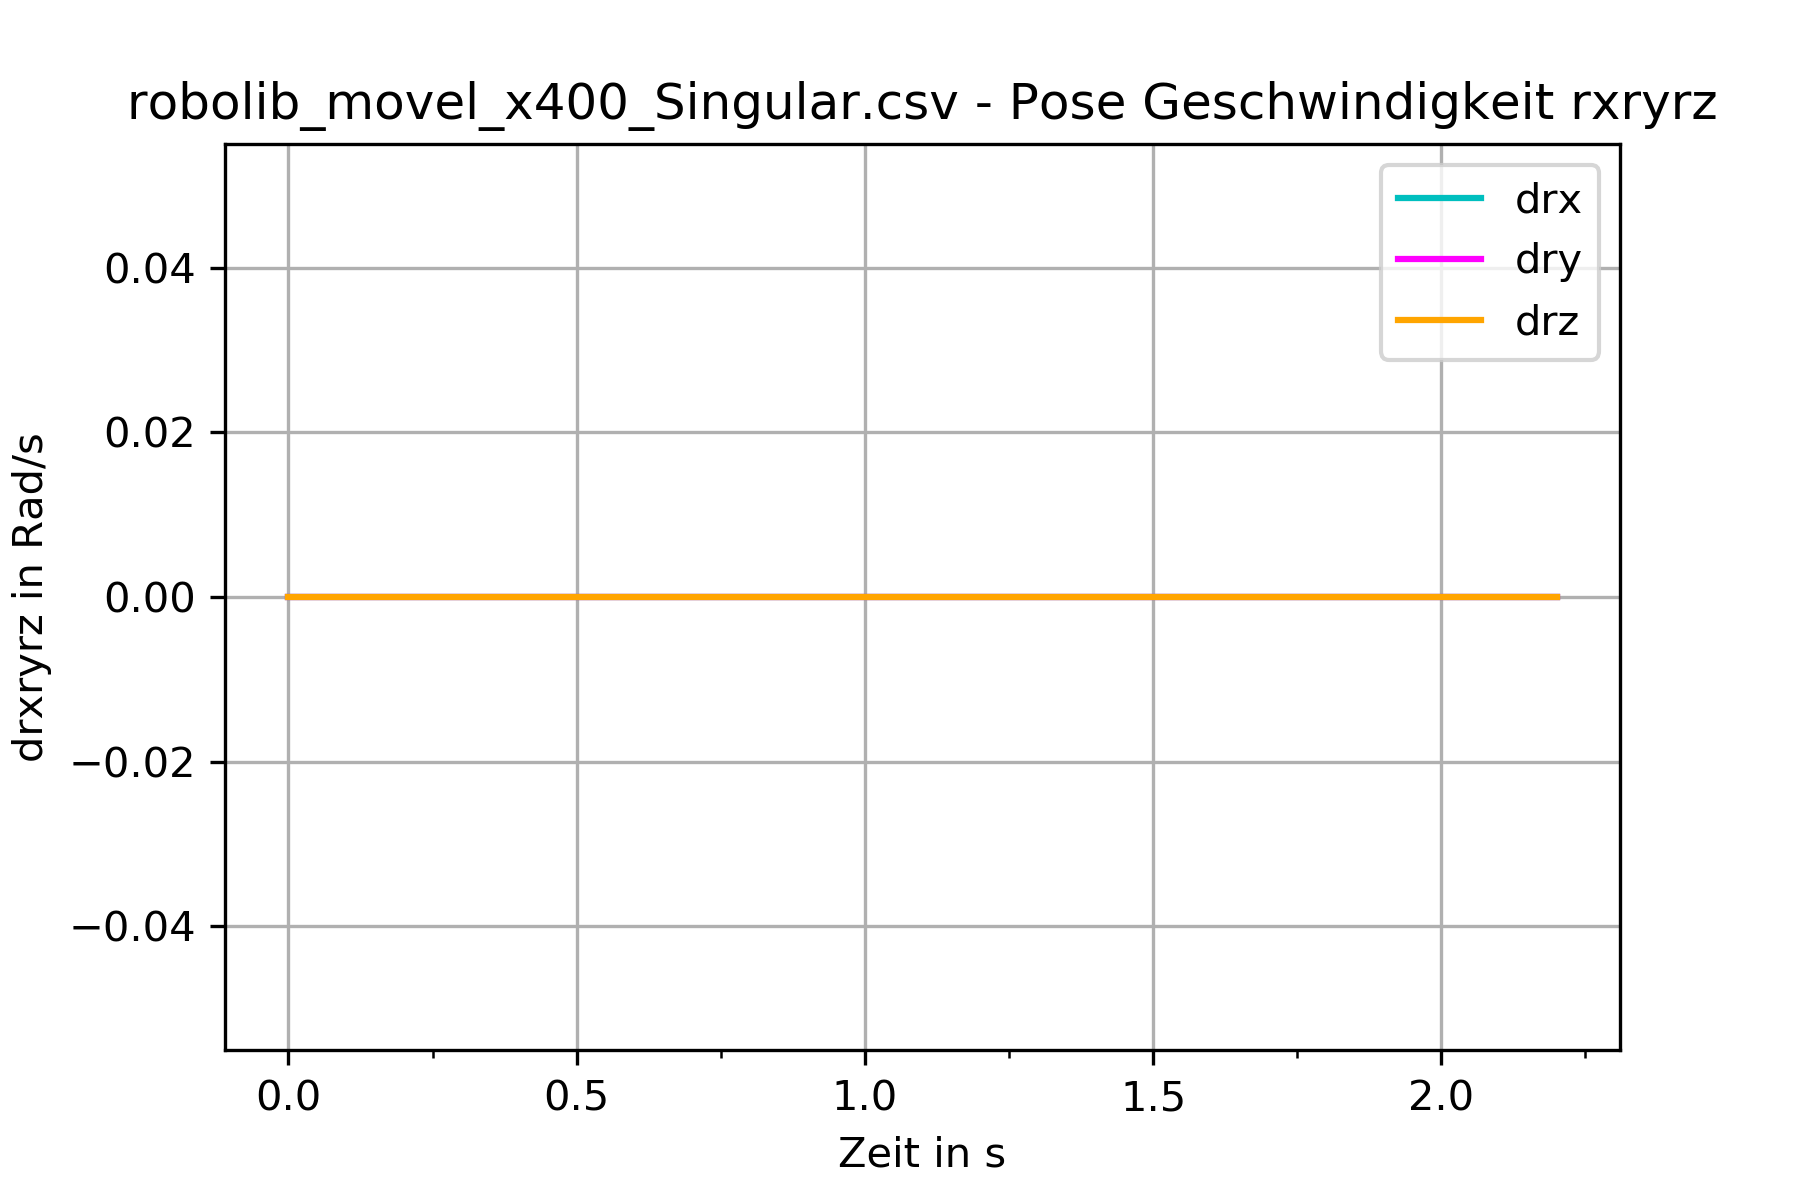 robolib_movel_x400_Singular.csv - Pose Geschwindigkeit rxryrz
drx
dry
drz
drxryrz in Rad/s
0.04
0.02
0.00
−0.02
−0.04
0.0 0.5 1.0 1.5 2.0
Zeit in s